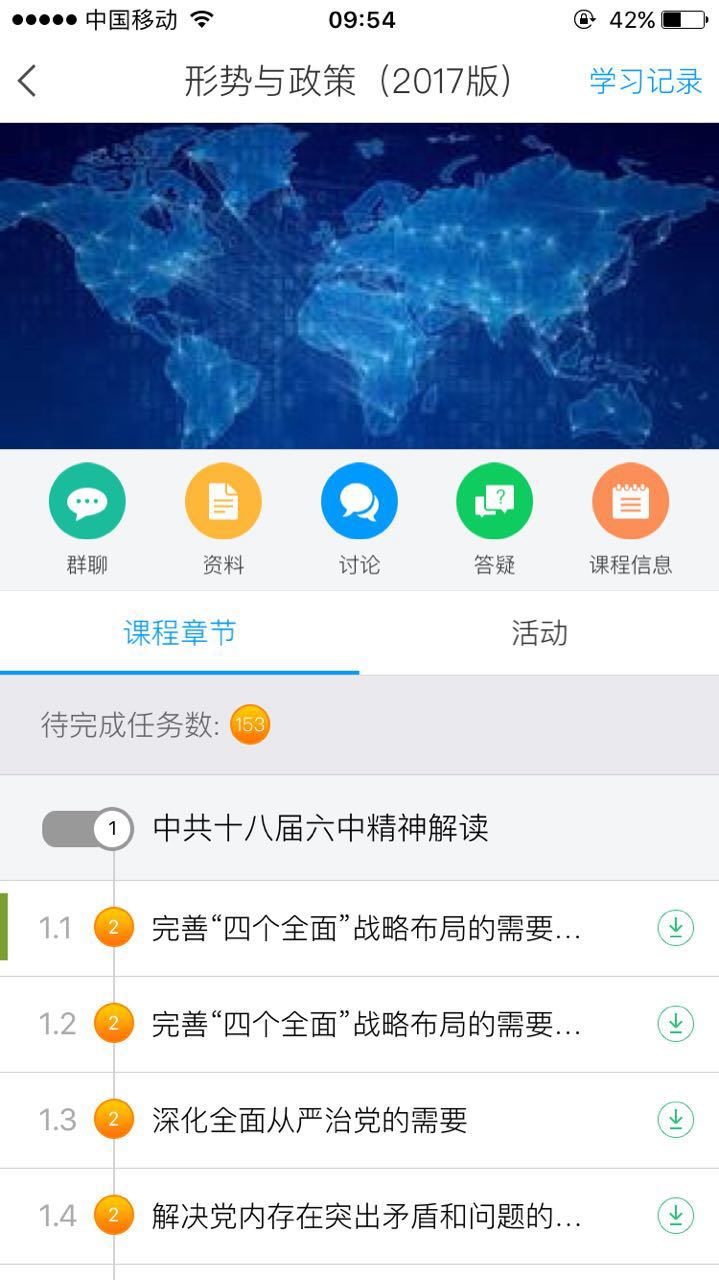 中国移动 09:54 42%
形势与政策（2017版） 学习记录
群聊 资料 讨论 答疑 课程信息
课程章节 活动
待完成任务数: 153
1 中共十八届六中精神解读
1.1 2 完善“四个全面”战略布局的需要...
1.2 2 完善“四个全面”战略布局的需要...
1.3 2 深化全面从严治党的需要
1.4 2 解决党内存在突出矛盾和问题的...